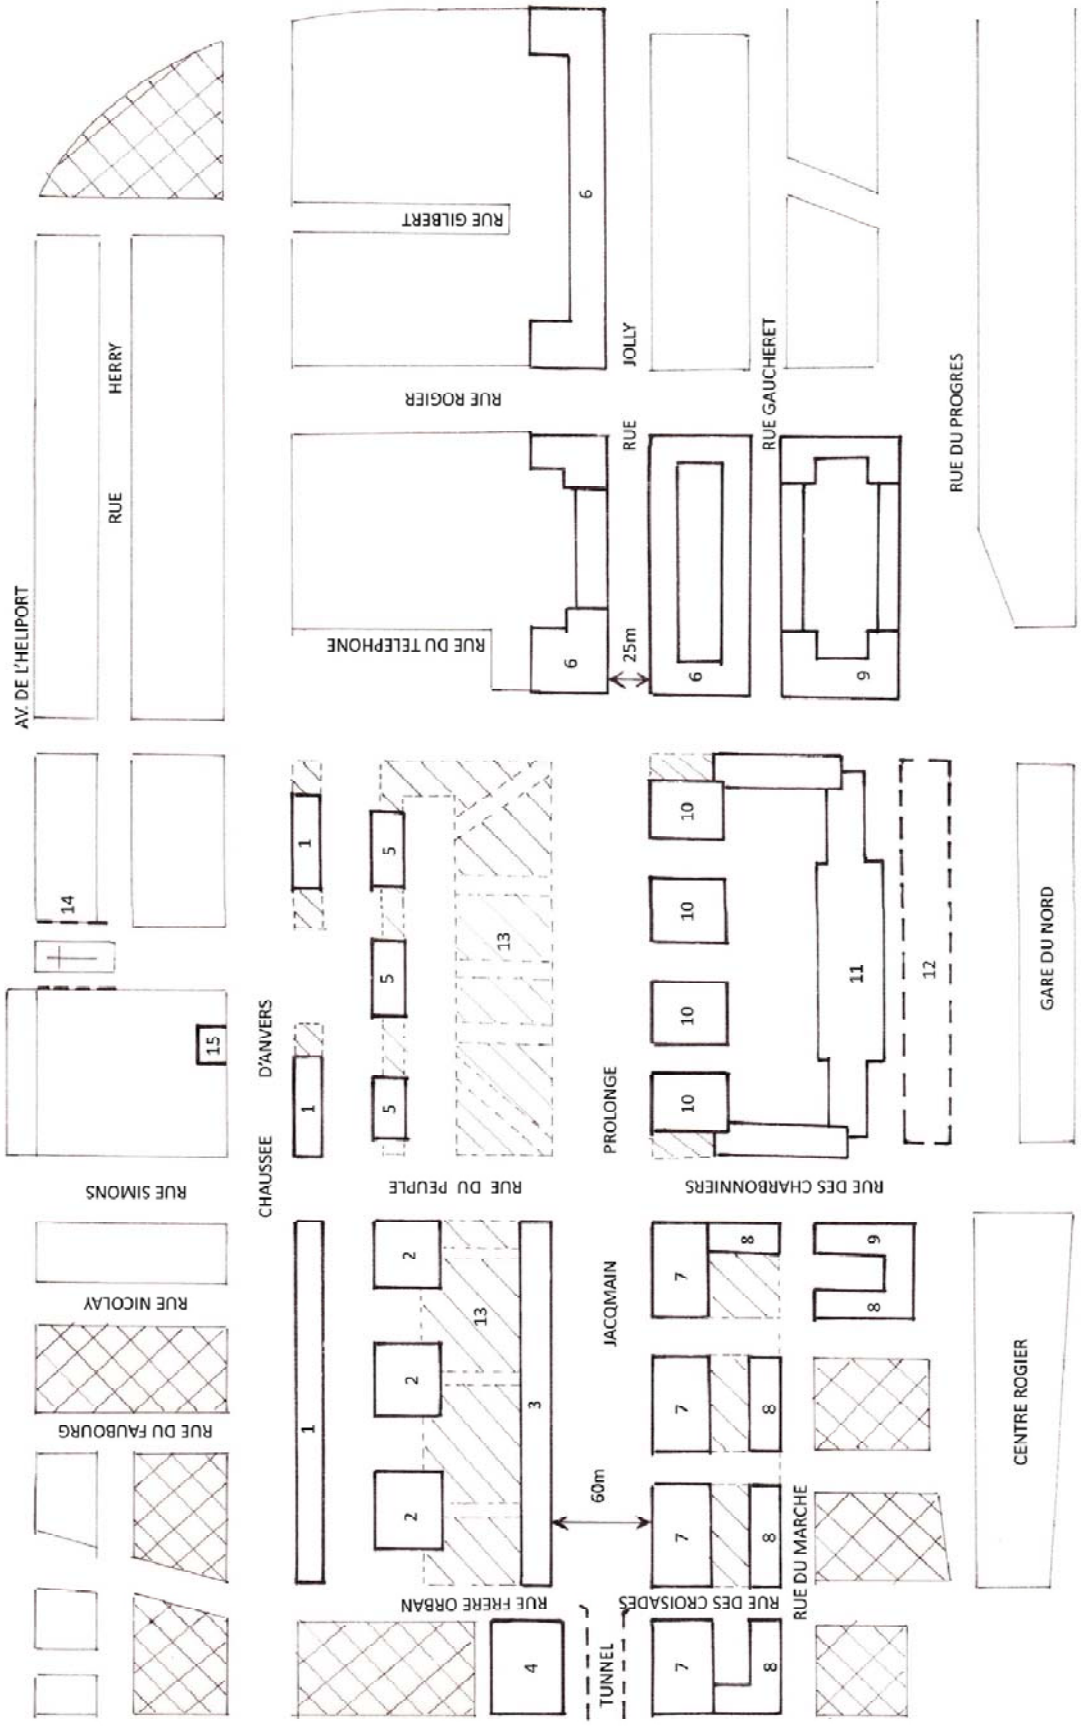 AV. DE L'HELIPORT
RUE HERRY
14
15
RUE SIMONS
RUE NICOLAY
RUE DU FAUBOURG
CHAUSSEE D'ANVERS
1
1
1
RUE GILBERT
RUE ROGIER
RUE DU TELEPHONE
RUE DU PEUPLE
RUE FRERE ORBAN
5
5
5
2
2
2
13
13
3
4
6
6
6
25m
60m
TUNNEL
RUE JOLLY
JACQMAIN PROLONGE
RUE DES CHARBONNIERS
RUE DES CROISADES
10
10
10
10
7
7
7
7
8
8
8
8
8
9
9
11
12
RUE GAUCHERET
RUE DU MARCHE
RUE DU PROGRES
GARE DU NORD
CENTRE ROGIER